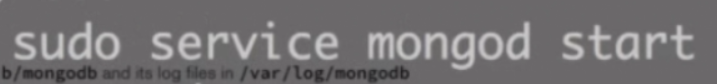 sudo service mongod start
b/mongodb and its log files in /var/log/mongodb